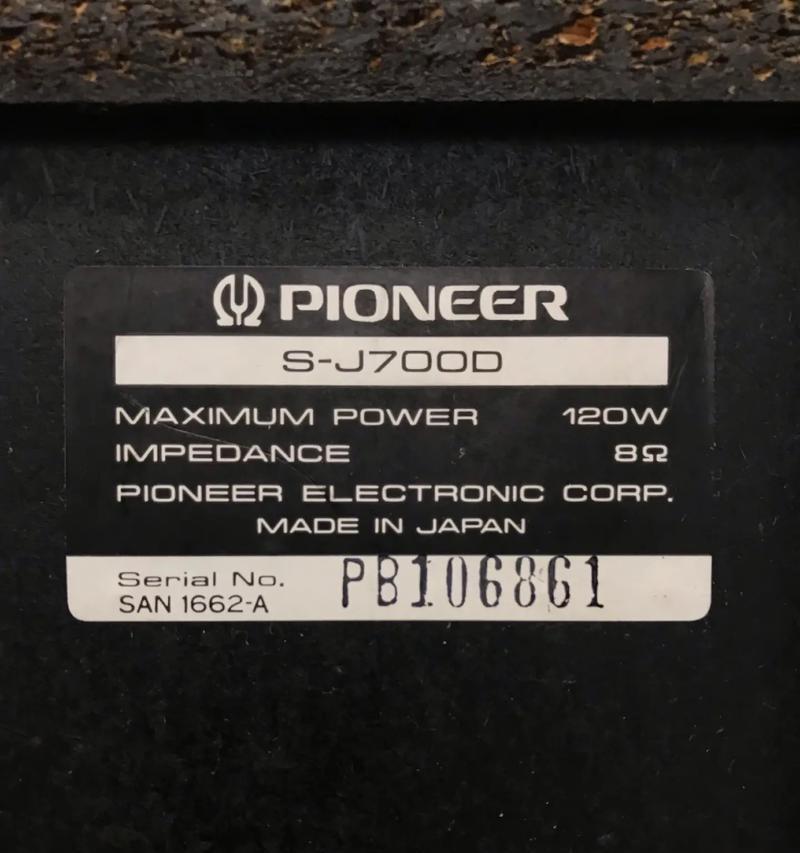 PIONEER
S-J700D
MAXIMUM POWER 120W
IMPEDANCE 8Ω
PIONEER ELECTRONIC CORP.
MADE IN JAPAN
Serial No. PB106861
SAN 1662-A